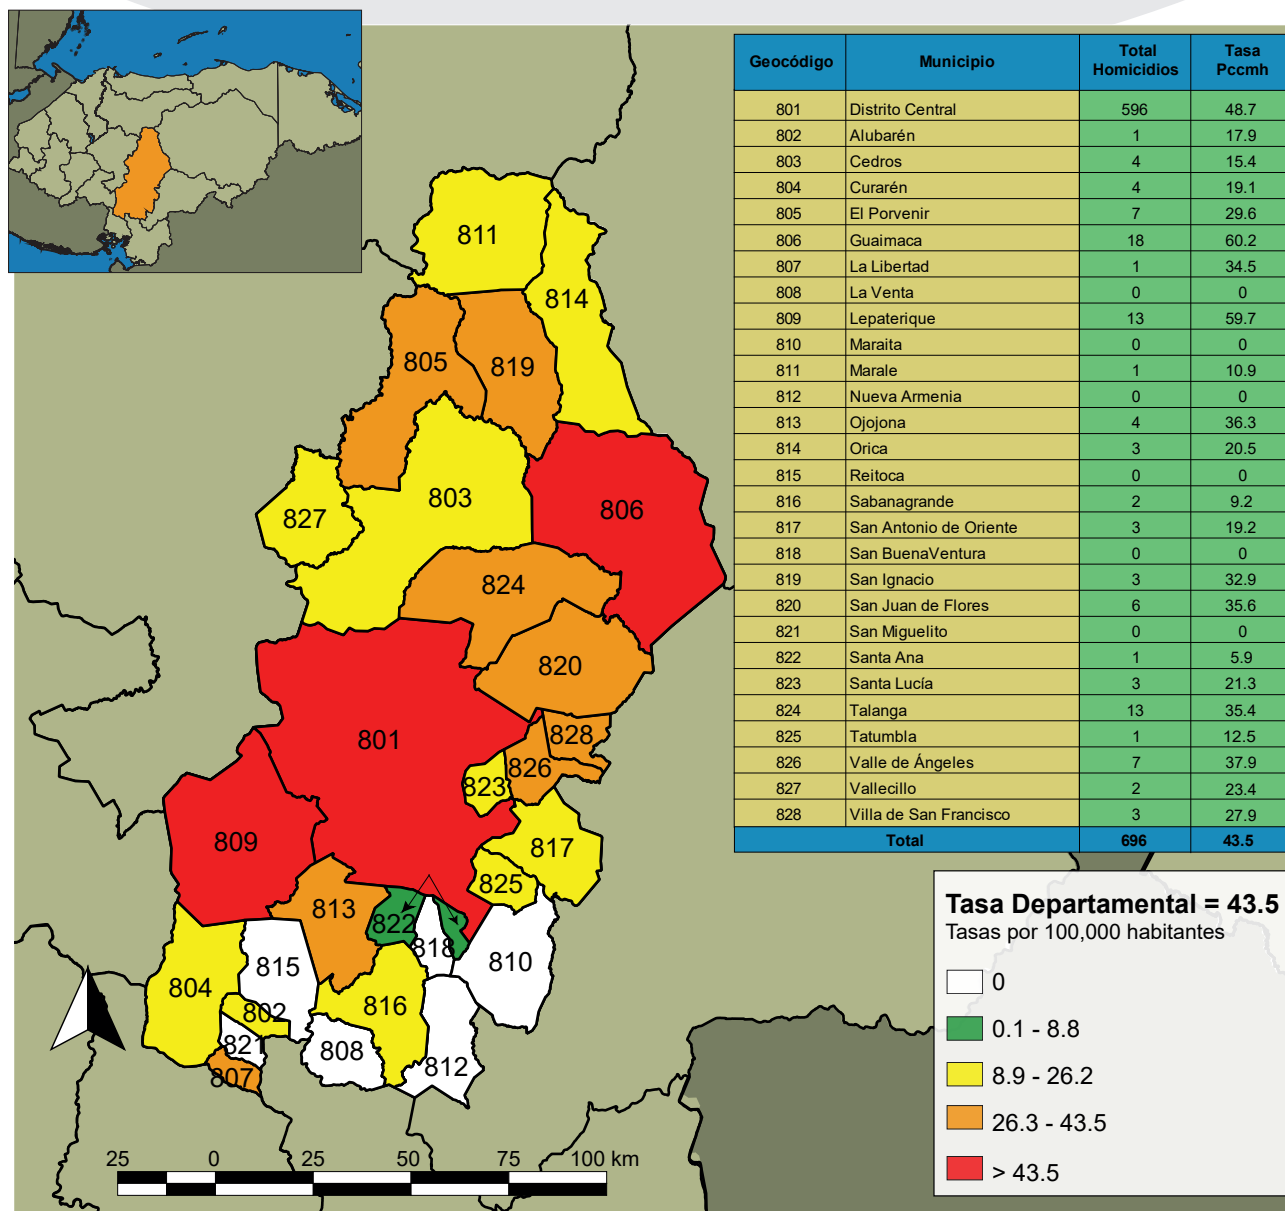 Geocódigo Municipio Total Homicidios Tasa Pccmh
801 Distrito Central 596 48.7
802 Alubarén 1 17.9
803 Cedros 4 15.4
804 Curarén 4 19.1
805 El Porvenir 7 29.6
806 Guaimaca 18 60.2
807 La Libertad 1 34.5
808 La Venta 0 0
809 Lepaterique 13 59.7
810 Maraita 0 0
811 Marale 1 10.9
812 Nueva Armenia 0 0
813 Ojojona 4 36.3
814 Orica 3 20.5
815 Reitoca 0 0
816 Sabanagrande 2 9.2
817 San Antonio de Oriente 3 19.2
818 San BuenaVentura 0 0
819 San Ignacio 3 32.9
820 San Juan de Flores 6 35.6
821 San Miguelito 0 0
822 Santa Ana 1 5.9
823 Santa Lucía 3 21.3
824 Talanga 13 35.4
825 Tatumbla 1 12.5
826 Valle de Ángeles 7 37.9
827 Vallecillo 2 23.4
828 Villa de San Francisco 3 27.9
Total 696 43.5
811
814
805
819
803
806
827
824
820
801
828
826
823
809
817
825
813
822
818
810
815
804
802
816
821
808
812
807
Tasa Departamental = 43.5
Tasas por 100,000 habitantes
0
0.1 - 8.8
8.9 - 26.2
26.3 - 43.5
> 43.5
25 0 25 50 75 100 km